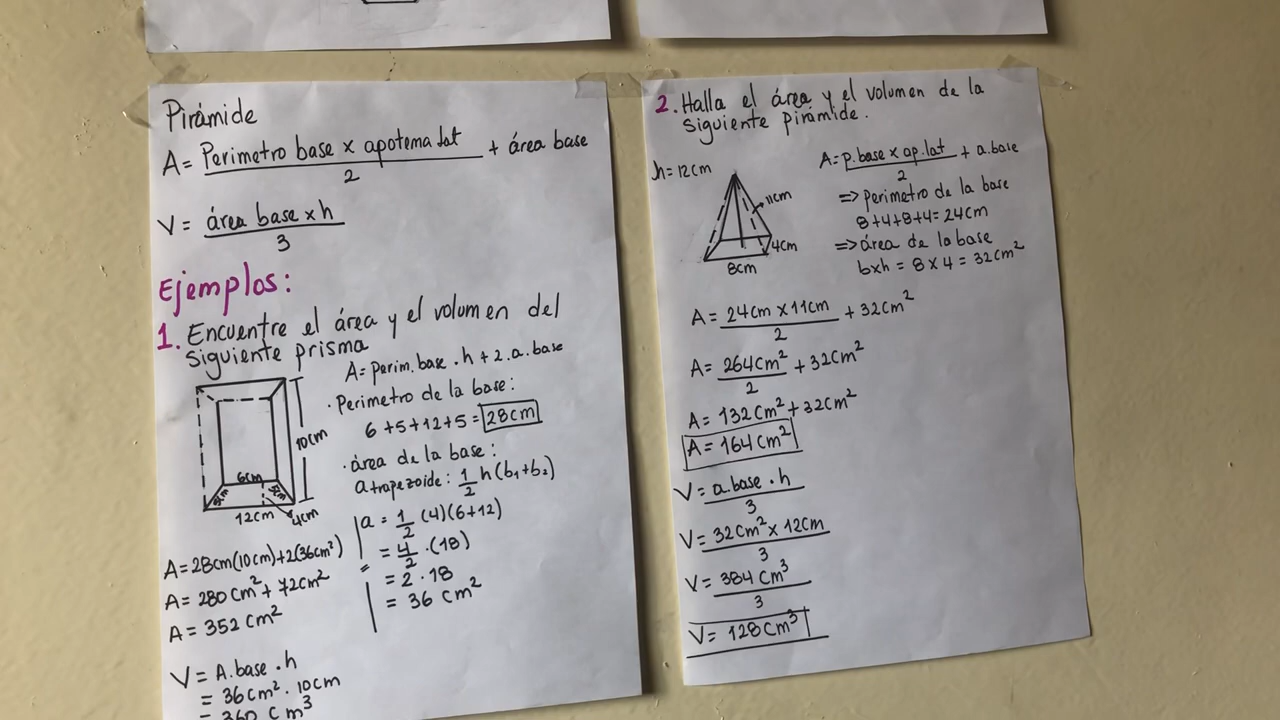 Pirámide
A= Perimetro base x apotema lat / 2 + área base
V = área base x h / 3
Ejemplos:
1. Encuentre el área y el volumen del
siguiente prisma
A= perim. base . h + 2. a. base
· Perimetro de la base:
6 +5+12+5 = 28cm
· área de la base:
a trapezoide: 1/2 h(b₁+b₂)
a = 1/2 (4)(6+12)
= 4/2 · (18)
= 2 · 18
= 36 cm²
10cm
6cm
5cm
5cm
12cm
4cm
A= 28cm(10cm)+2(36cm²)
A= 280 cm² + 72cm²
A = 352 cm²
V = A. base . h
= 36cm² . 10cm
= 360 cm³
2. Halla el área y el volumen de la
siguiente pirámide.
h= 12cm
11cm
4cm
8cm
A= p. base x ap. lat / 2 + a. base
=> perimetro de la base
8+4+8+4= 24cm
=> área de la base
bxh = 8 x 4 = 32cm²
A = 24cm x 11cm / 2 + 32cm²
A = 264cm² / 2 + 32cm²
A = 132cm² + 32cm²
A = 164cm²
V= a. base . h / 3
V= 32cm² x 12cm / 3
V = 384 cm³ / 3
V= 128cm³